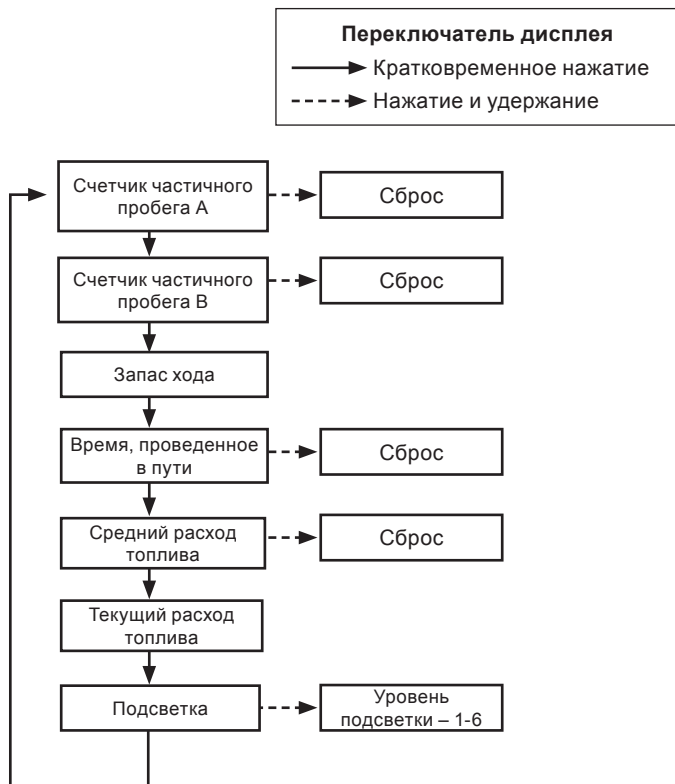 Переключатель дисплея
Кратковременное нажатие
Нажатие и удержание
Счетчик частичного
пробега A
Сброс
Счетчик частичного
пробега B
Сброс
Запас хода
Время, проведенное
в пути
Сброс
Средний расход
топлива
Сброс
Текущий расход
топлива
Подсветка
Уровень
подсветки – 1-6